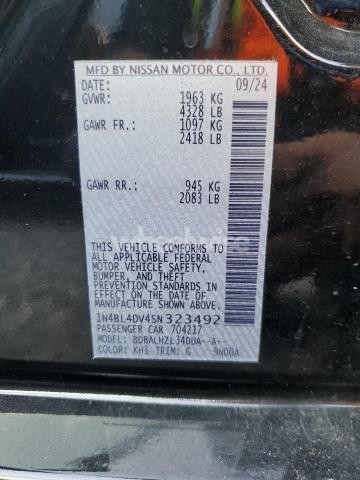 MFD BY NISSAN MOTOR CO., LTD.
DATE: 09/24
GVWR: 1963 KG
4328 LB
GAWR FR.: 1097 KG
2418 LB
GAWR RR.: 945 KG
2083 LB
THIS VEHICLE CONFORMS TO
ALL APPLICABLE FEDERAL
MOTOR VEHICLE SAFETY,
BUMPER, AND THEFT
PREVENTION STANDARDS IN
EFFECT ON THE DATE OF
MANUFACTURE SHOWN ABOVE.
1N4BL4DV4SN323492
PASSENGER CAR 704217
MODEL: BDBALHZL34DUA--A--
COLOR: KH3 TRIM: G 9N00A